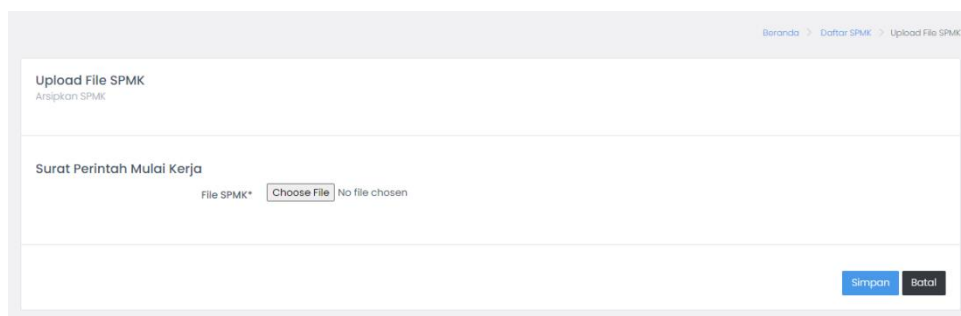 Beranda > Daftar SPMK > Upload File SPMK
Upload File SPMK
Arsipkan SPMK
Surat Perintah Mulai Kerja
File SPMK* Choose File No file chosen
Simpan Batal